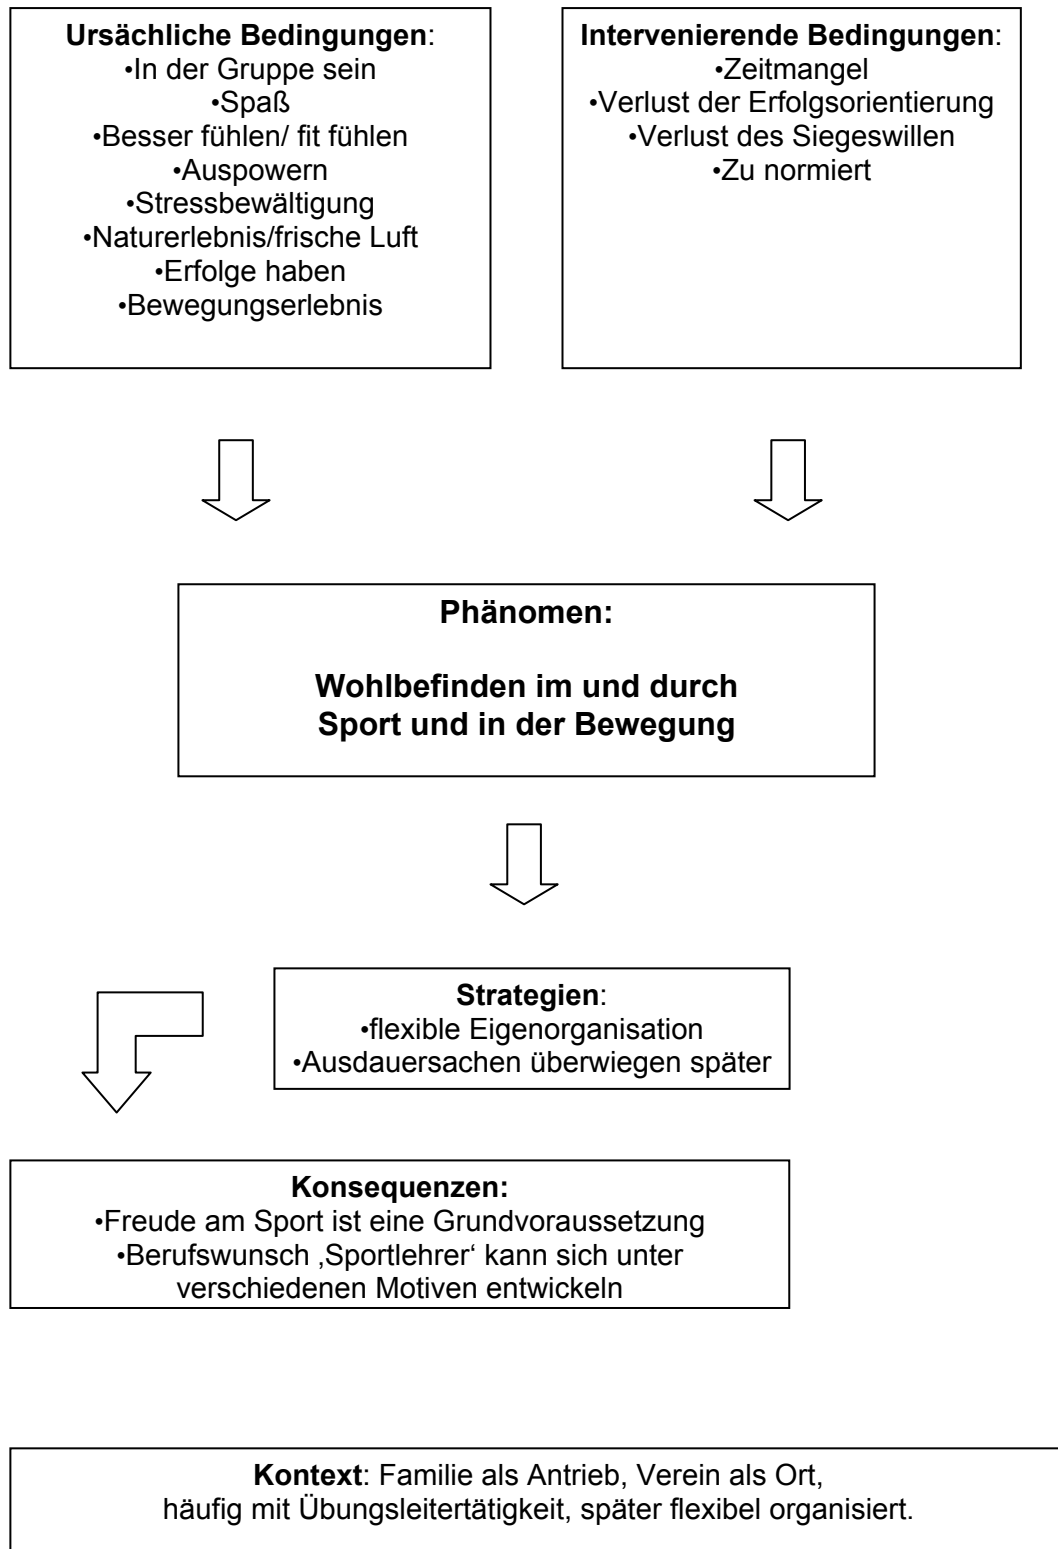 Ursächliche Bedingungen:
•In der Gruppe sein
•Spaß
•Besser fühlen/ fit fühlen
•Auspowern
•Stressbewältigung
•Naturerlebnis/frische Luft
•Erfolge haben
•Bewegungserlebnis
Intervenierende Bedingungen:
•Zeitmangel
•Verlust der Erfolgsorientierung
•Verlust des Siegeswillen
•Zu normiert
Phänomen:
Wohlbefinden im und durch
Sport und in der Bewegung
Strategien:
•flexible Eigenorganisation
•Ausdauersachen überwiegen später
Konsequenzen:
•Freude am Sport ist eine Grundvoraussetzung
•Berufswunsch ‚Sportlehrer‘ kann sich unter
verschiedenen Motiven entwickeln
Kontext: Familie als Antrieb, Verein als Ort,
häufig mit Übungsleitertätigkeit, später flexibel organisiert.